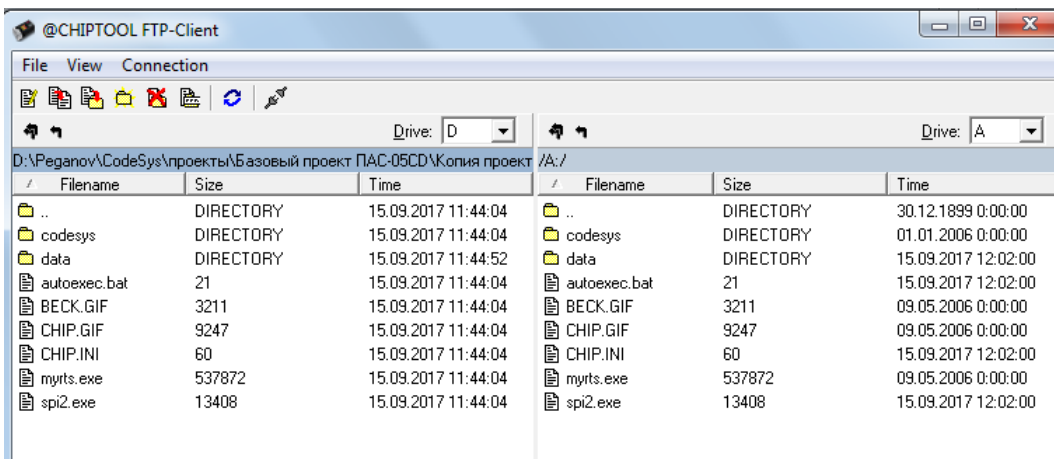 @CHIPTOOL FTP-Client
File View Connection
Drive: D Drive: A
D:\Peganov\CodeSys\проекты\Базовый проект ПАС-05CD\Копия проект /A:/
Filename Size Time Filename Size Time
.. DIRECTORY 15.09.2017 11:44:04 .. DIRECTORY 30.12.1899 0:00:00
codesys DIRECTORY 15.09.2017 11:44:04 codesys DIRECTORY 01.01.2006 0:00:00
data DIRECTORY 15.09.2017 11:44:52 data DIRECTORY 15.09.2017 12:02:00
autoexec.bat 21 15.09.2017 11:44:04 autoexec.bat 21 15.09.2017 12:02:00
BECK.GIF 3211 15.09.2017 11:44:04 BECK.GIF 3211 09.05.2006 0:00:00
CHIP.GIF 9247 15.09.2017 11:44:04 CHIP.GIF 9247 09.05.2006 0:00:00
CHIP.INI 60 15.09.2017 11:44:04 CHIP.INI 60 15.09.2017 12:02:00
myrts.exe 537872 15.09.2017 11:44:04 myrts.exe 537872 09.05.2006 0:00:00
spi2.exe 13408 15.09.2017 11:44:04 spi2.exe 13408 15.09.2017 12:02:00